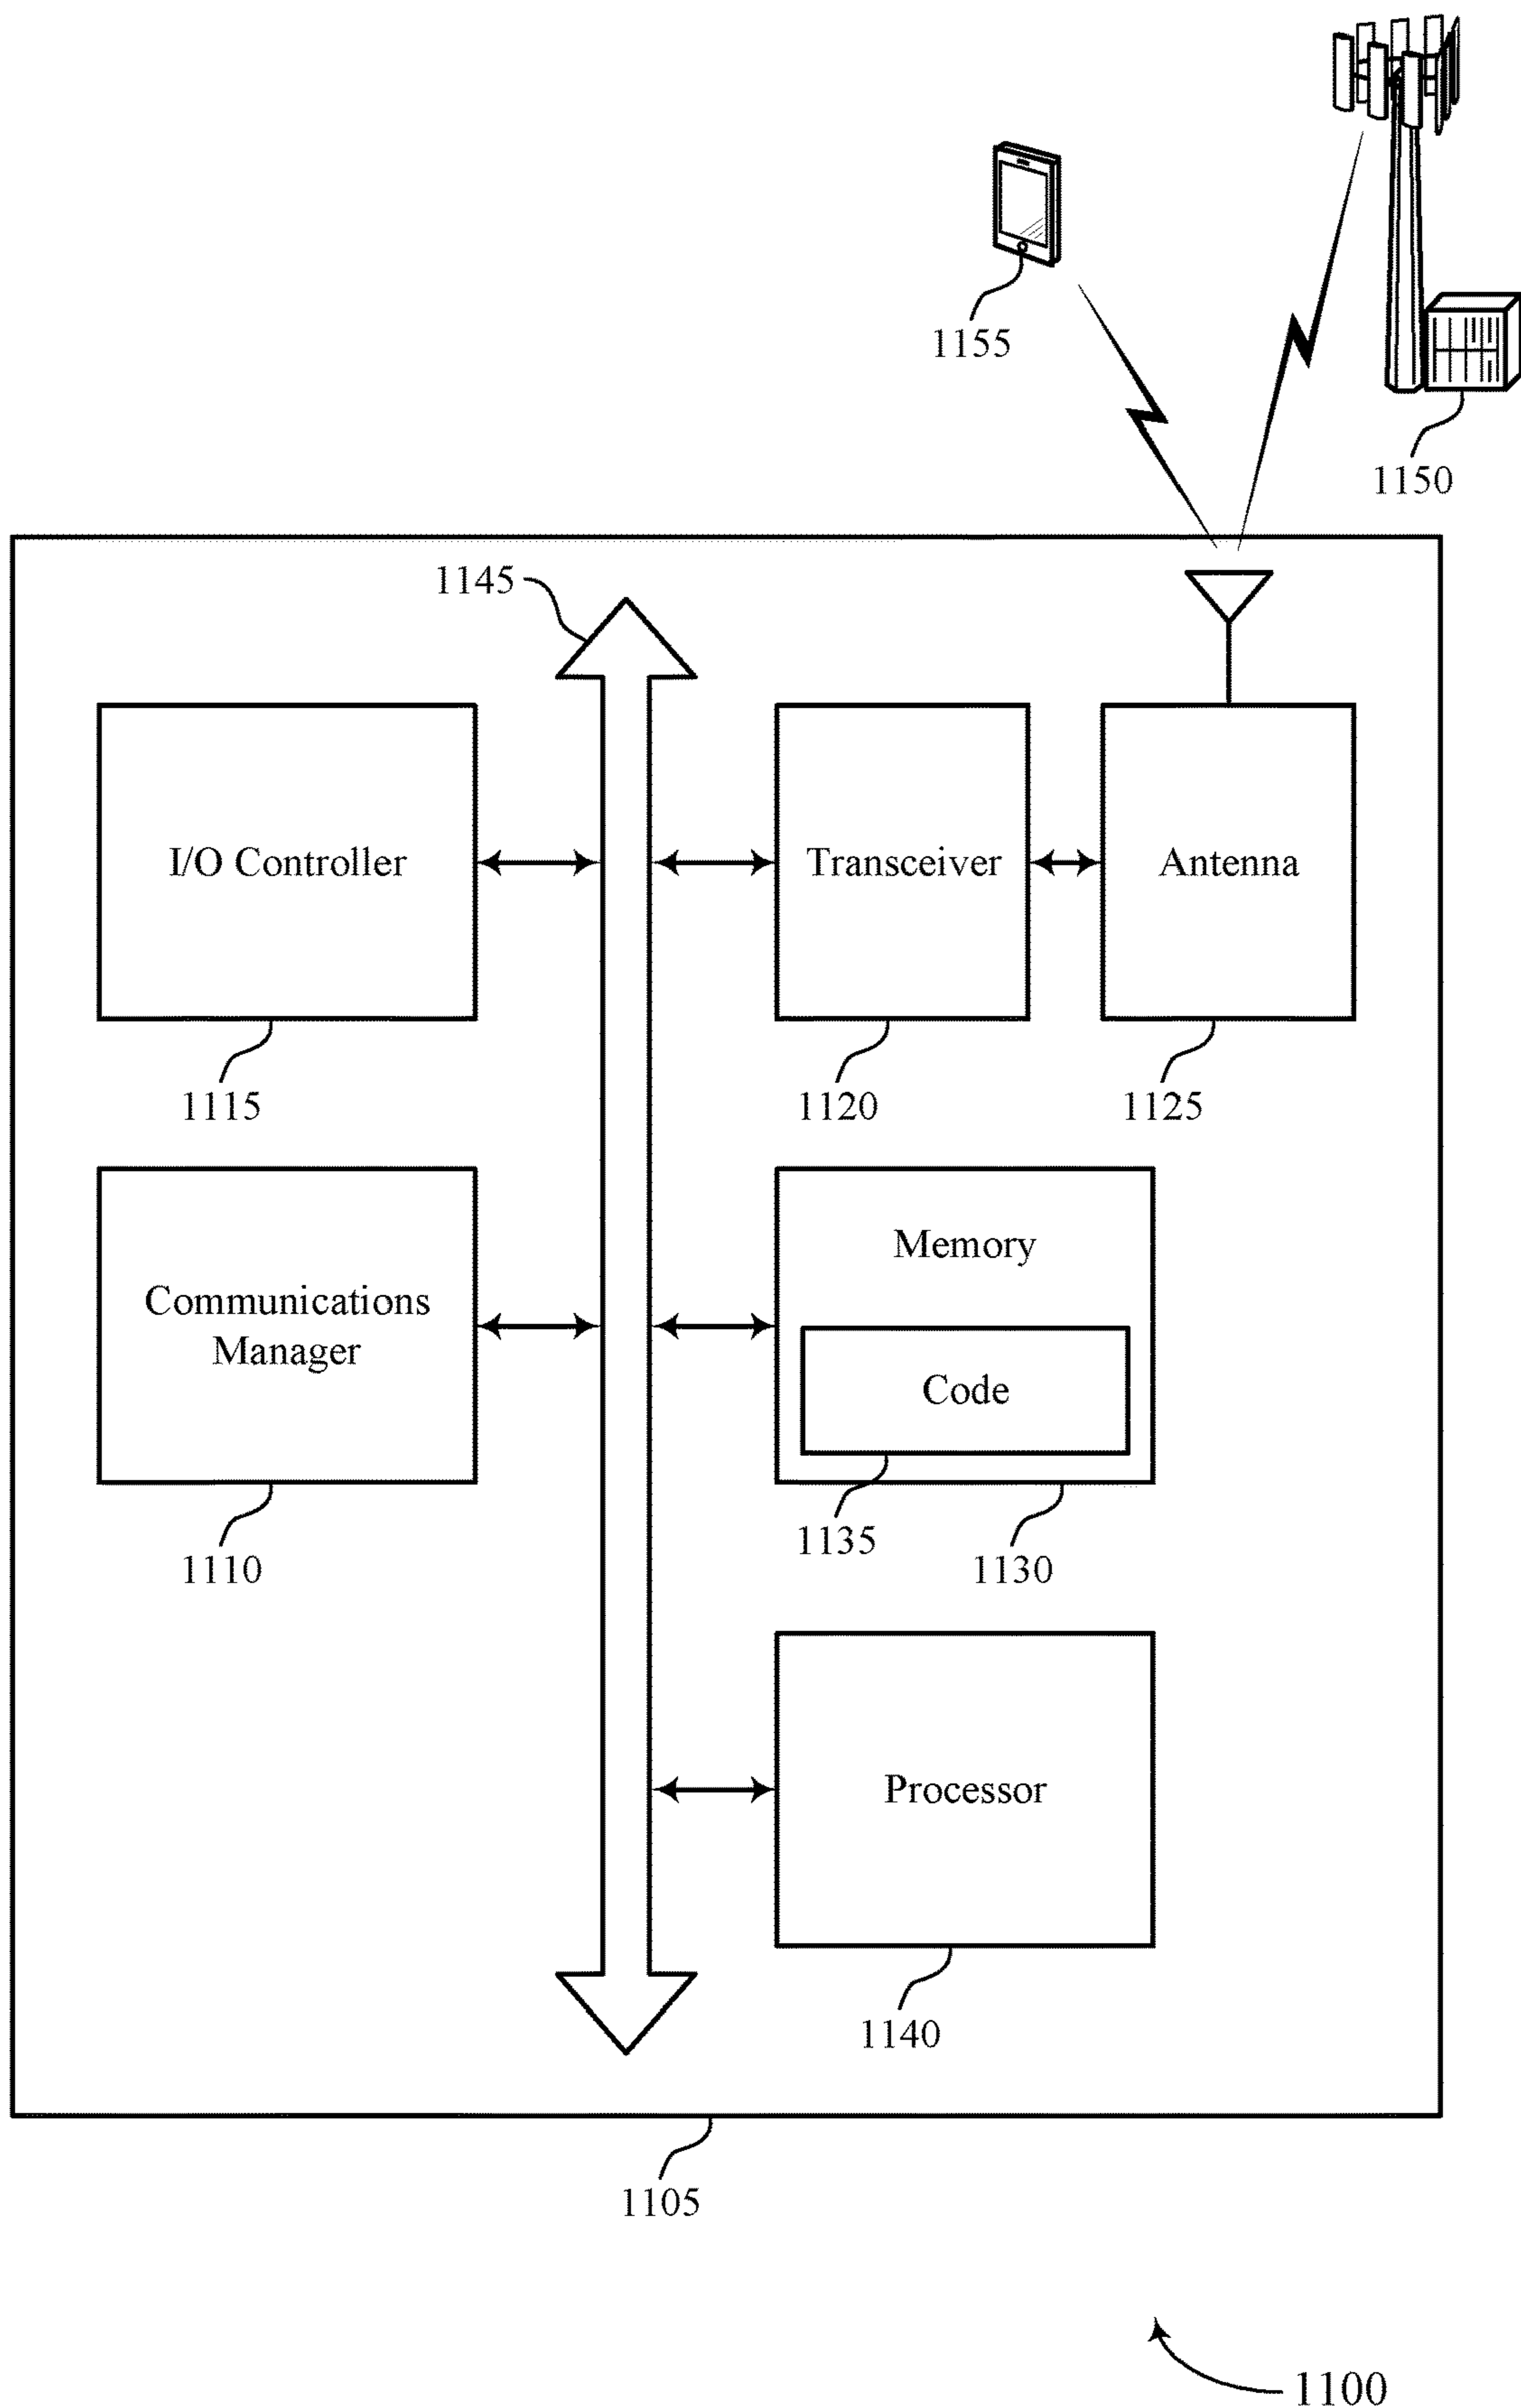 1155
1150
1145
I/O Controller
Transceiver
Antenna
1115
1120
1125
Communications
Manager
Memory
Code
1110
1135
1130
Processor
1140
1105
1100